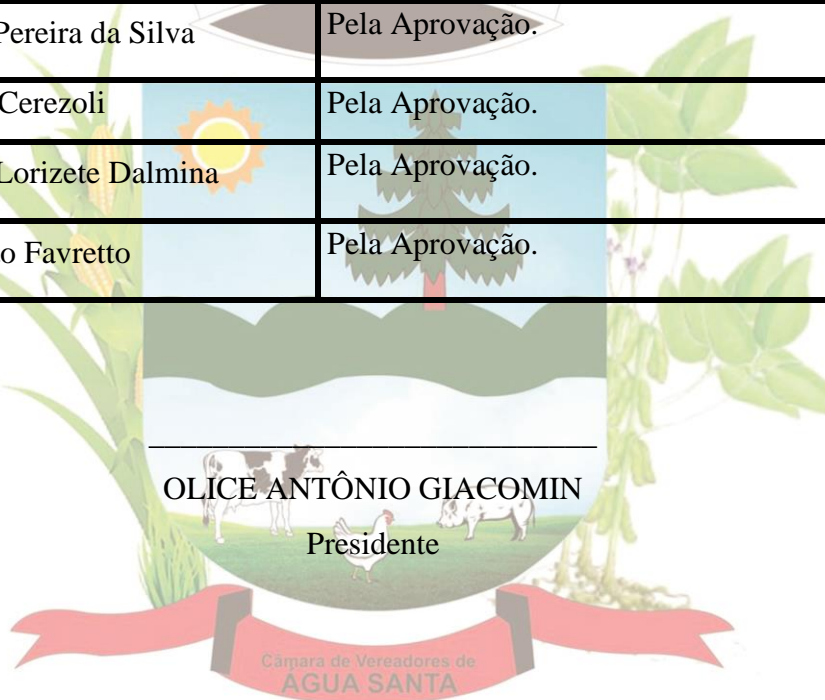 Pereira da Silva Pela Aprovação.
Cerezoli Pela Aprovação.
Lorizete Dalmina Pela Aprovação.
o Favretto Pela Aprovação.
OLICE ANTÔNIO GIACOMIN
Presidente
Câmara de Vereadores de
ÁGUA SANTA